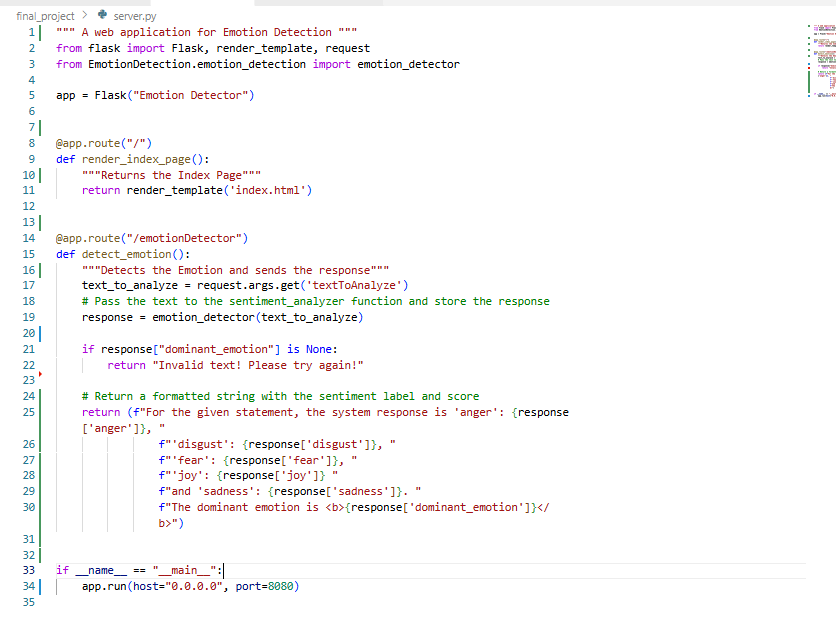 final_project > server.py
1 """ A web application for Emotion Detection """
2 from flask import Flask, render_template, request
3 from EmotionDetection.emotion_detection import emotion_detector
4
5 app = Flask("Emotion Detector")
6
7
8 @app.route("/")
9 def render_index_page():
10     """Returns the Index Page"""
11     return render_template('index.html')
12
13
14 @app.route("/emotionDetector")
15 def detect_emotion():
16     """Detects the Emotion and sends the response"""
17     text_to_analyze = request.args.get('textToAnalyze')
18     # Pass the text to the sentiment_analyzer function and store the response
19     response = emotion_detector(text_to_analyze)
20
21     if response["dominant_emotion"] is None:
22         return "Invalid text! Please try again!"
23
24     # Return a formatted string with the sentiment label and score
25     return (f"For the given statement, the system response is 'anger': {response
    ['anger']}, "
26                 f"'disgust': {response['disgust']}, "
27                 f"'fear': {response['fear']}, "
28                 f"'joy': {response['joy']} "
29                 f"and 'sadness': {response['sadness']}. "
30                 f"The dominant emotion is <b>{response['dominant_emotion']}</
                b>")
31
32
33 if __name__ == "__main__":
34     app.run(host="0.0.0.0", port=8080)
35